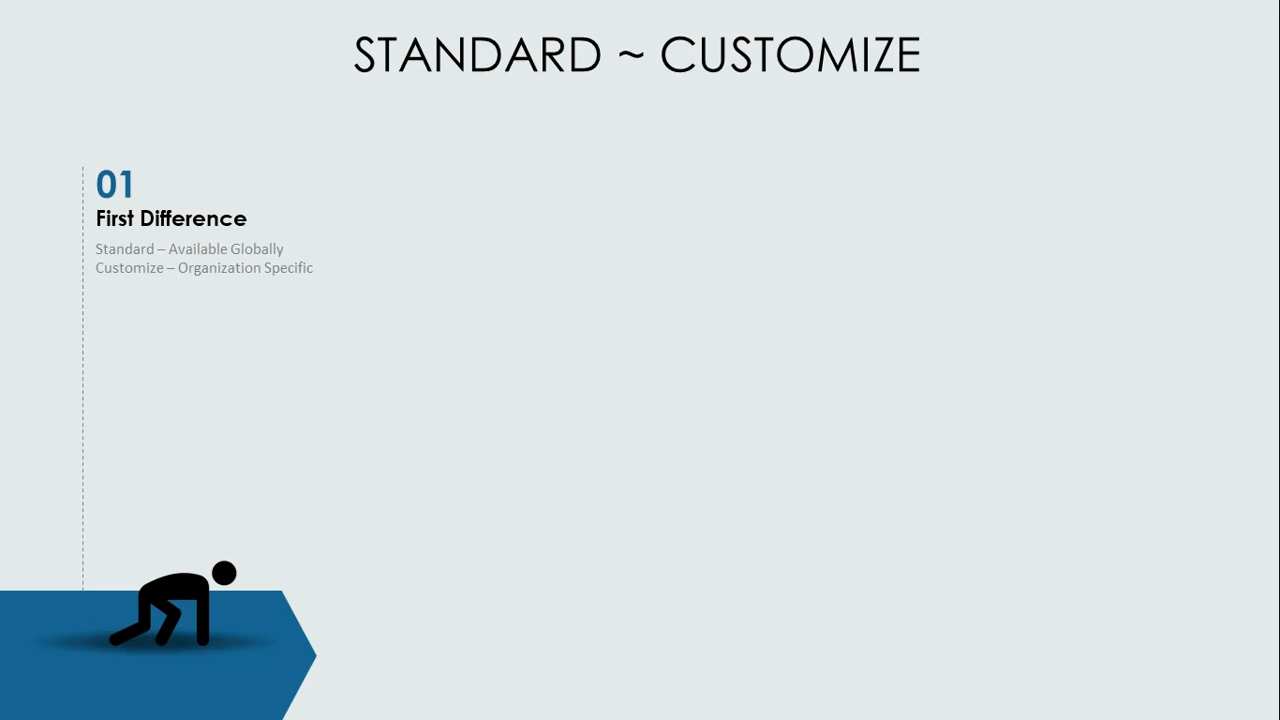 STANDARD ~ CUSTOMIZE
01
First Difference
Standard – Available Globally
Customize – Organization Specific